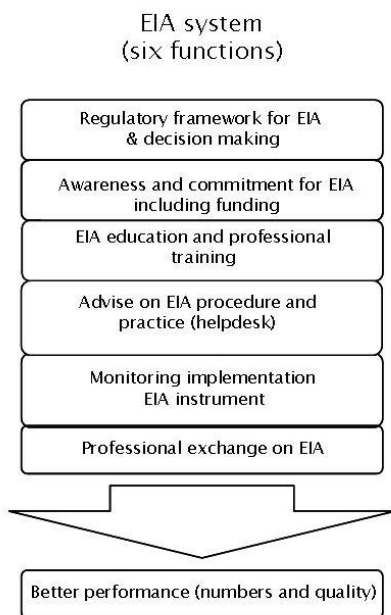 EIA system
(six functions)
Regulatory framework for EIA
& decision making
Awareness and commitment for EIA
including funding
EIA education and professional
training
Advise on EIA procedure and
practice (helpdesk)
Monitoring implementation
EIA instrument
Professional exchange on EIA
Better performance (numbers and quality)